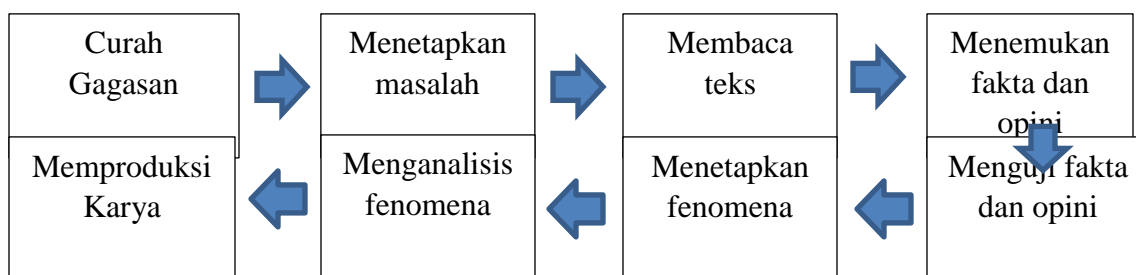 Curah
Gagasan
Menetapkan
masalah
Membaca
teks
Menemukan
fakta dan
opini
Menguji fakta
dan opini
Menetapkan
fenomena
Menganalisis
fenomena
Memproduksi
Karya